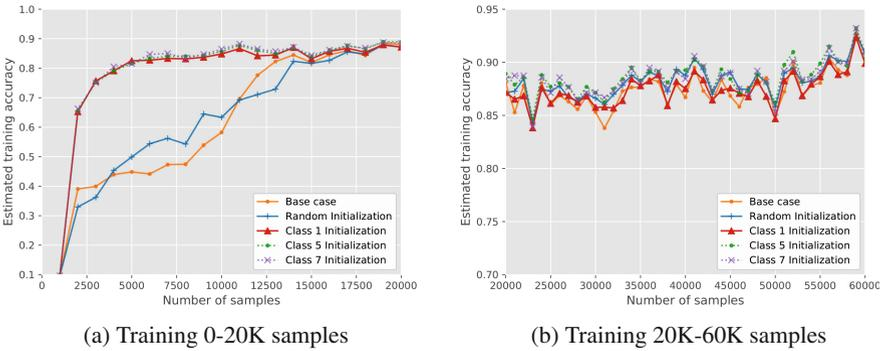 1.0
0.9
0.8
0.7
0.6
0.5
0.4
0.3
0.2
0.1
Estimated training accuracy
0 2500 5000 7500 10000 12500 15000 17500 20000
Number of samples
Base case
Random Initialization
Class 1 Initialization
Class 5 Initialization
Class 7 Initialization
(a) Training 0-20K samples
0.95
0.90
0.85
0.80
0.75
0.70
Estimated training accuracy
20000 25000 30000 35000 40000 45000 50000 55000 60000
Number of samples
Base case
Random Initialization
Class 1 Initialization
Class 5 Initialization
Class 7 Initialization
(b) Training 20K-60K samples